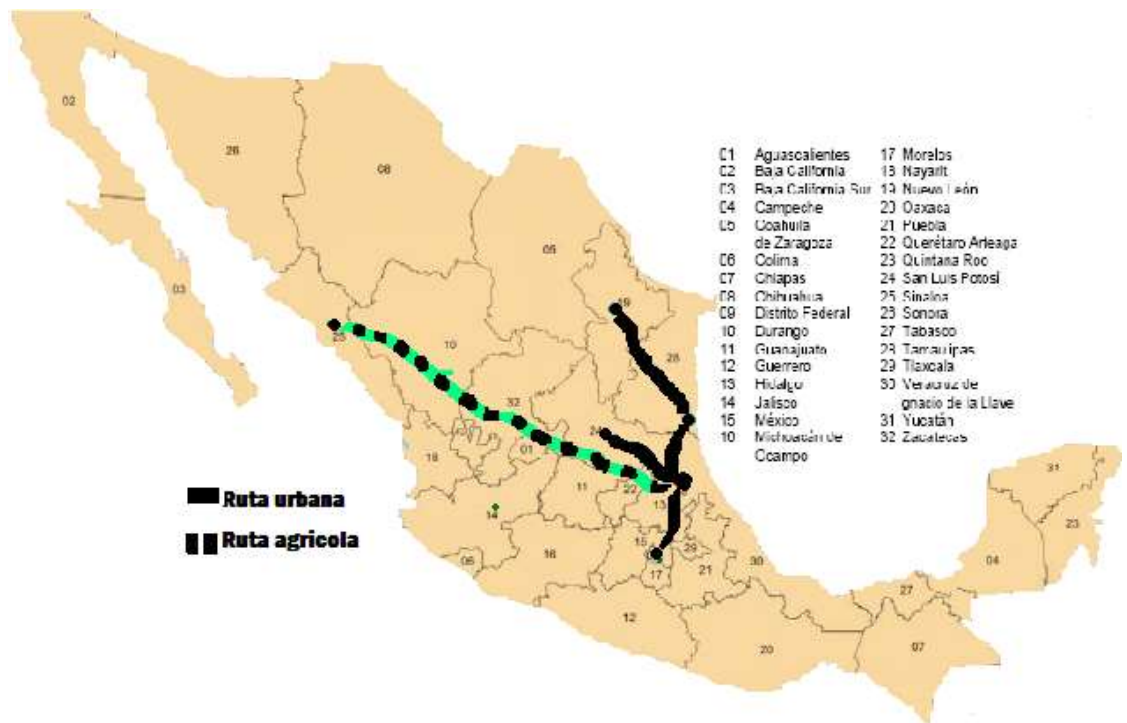 01 Aguascalientes
02 Baja California
03 Baja California Sur
04 Campeche
05 Coahuila
de Zaragoza
06 Colima
07 Chiapas
08 Chihuahua
09 Distrito Federal
10 Durango
11 Guanajuato
12 Guerrero
13 Hidalgo
14 Jalisco
15 México
Michoacán de
Ocampo
17 Morelos
18 Nayarit
19 Nuevo León
20 Oaxaca
21 Puebla
22 Querétaro Arteaga
23 Quintana Roo
24 San Luis Potosí
25 Sinaloa
26 Sonora
27 Tabasco
28 Tamaulipas
29 Tlaxcala
30 Veracruz de
gnacio de la Llave
31 Yucatán
32 Zacatecas
02
26
08
05
03
19
25
10
28
32
24
01
18
22
11
13
14
15
29
06
16
17
21
30
12
20
27
07
04
31
23
Ruta urbana
Ruta agricola